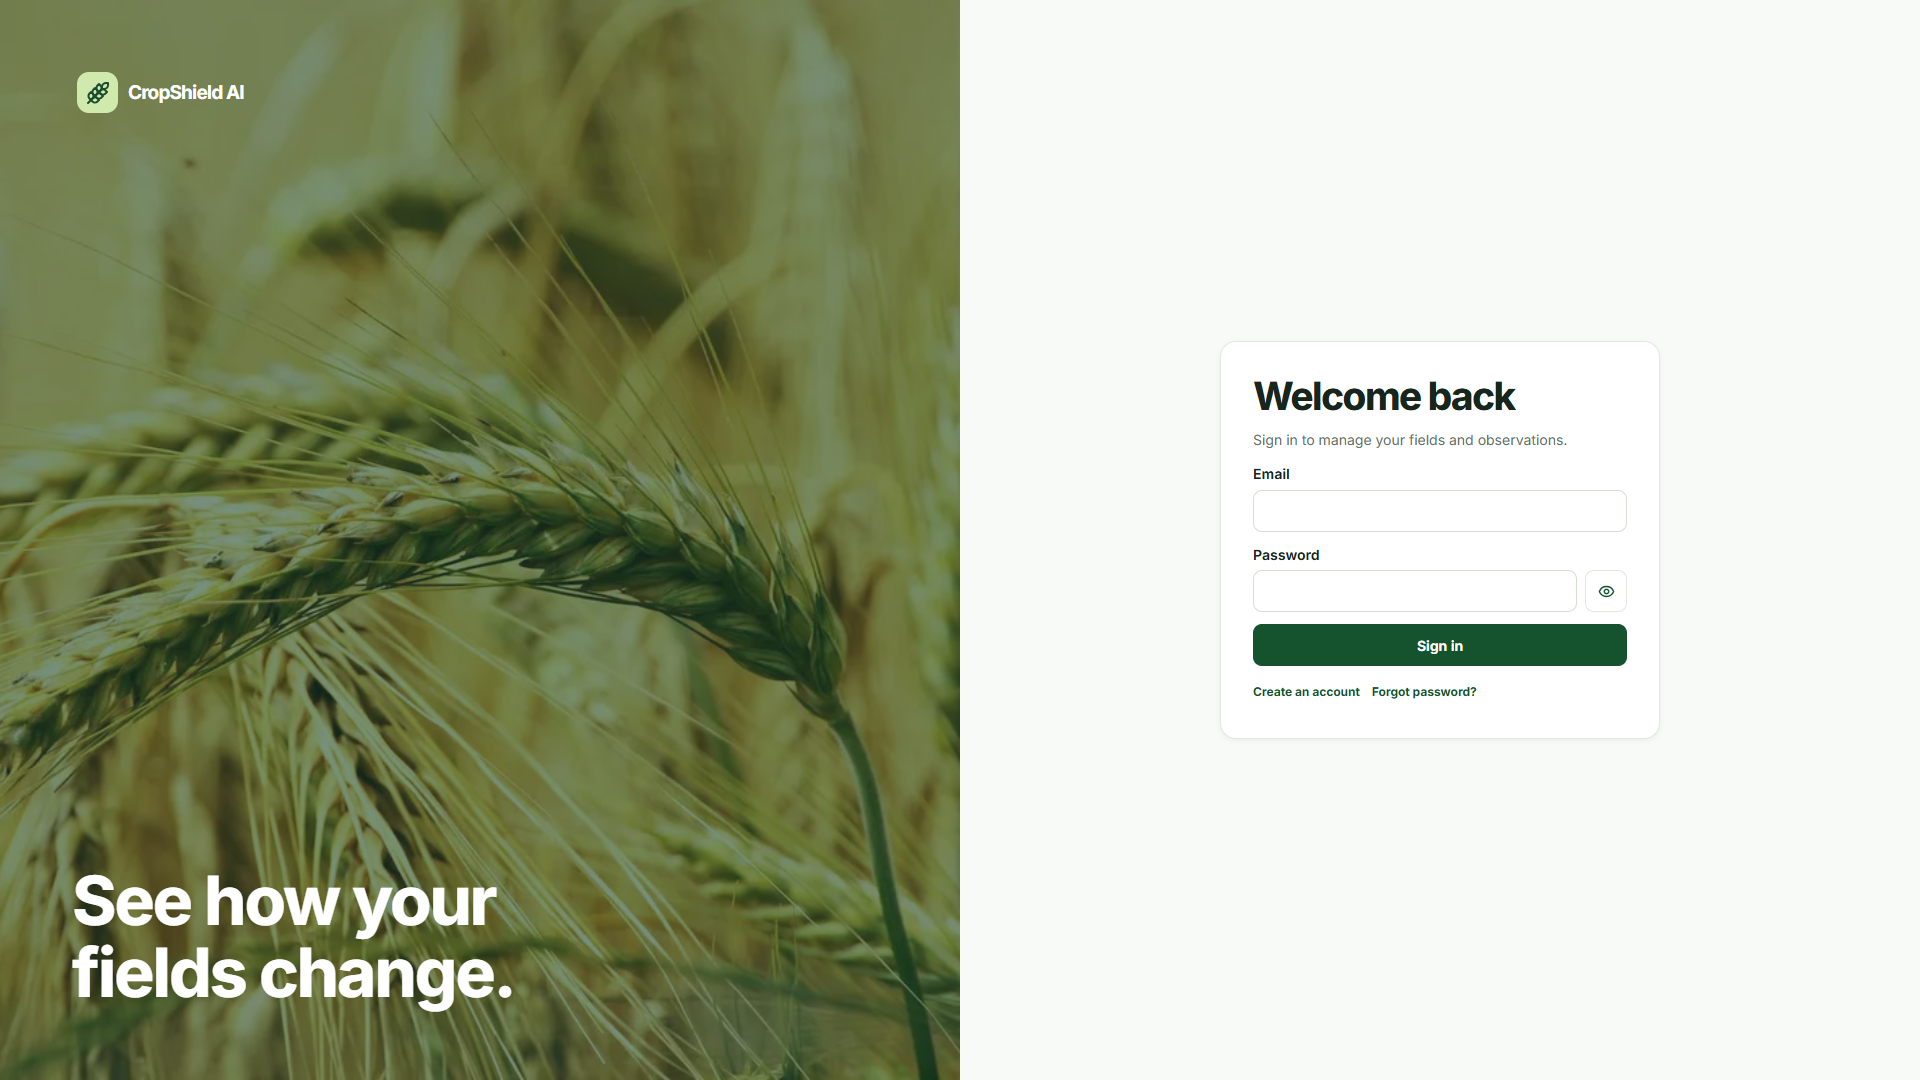 CropShield AI
See how your
fields change.
Welcome back
Sign in to manage your fields and observations.
Email
Password
Sign in
Create an account Forgot password?